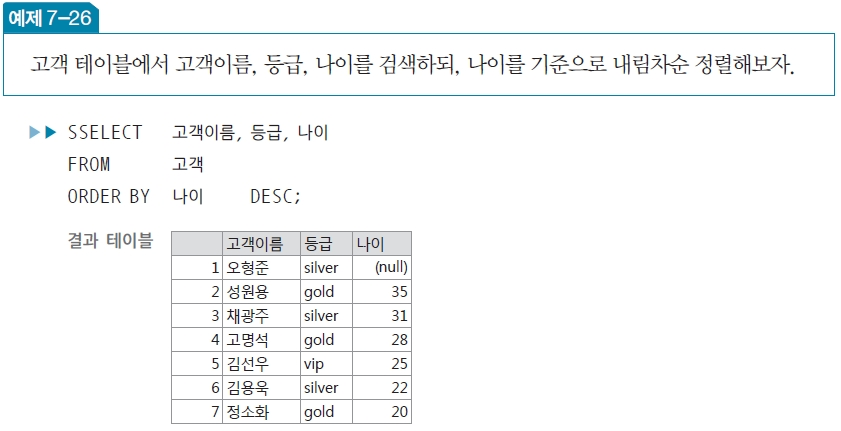 예제 7-26
고객 테이블에서 고객이름, 등급, 나이를 검색하되, 나이를 기준으로 내림차순 정렬해보자.
▶▶ SSELECT 고객이름, 등급, 나이
FROM 고객
ORDER BY 나이 DESC;
결과 테이블
고객이름 등급 나이
1 오형준 silver (null)
2 성원용 gold 35
3 채광주 silver 31
4 고명석 gold 28
5 김선우 vip 25
6 김용욱 silver 22
7 정소화 gold 20